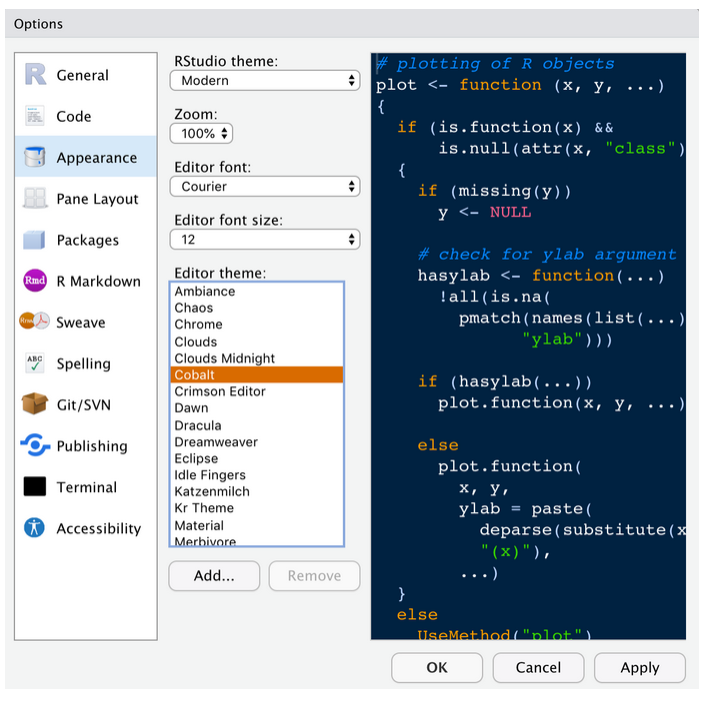 Options
R General
Code
Appearance
Pane Layout
Packages
Rmd R Markdown
Sweave
ABC Spelling
Git/SVN
Publishing
Terminal
Accessibility
RStudio theme:
Modern
Zoom:
100%
Editor font:
Courier
Editor font size:
12
Editor theme:
Ambiance
Chaos
Chrome
Clouds
Clouds Midnight
Cobalt
Crimson Editor
Dawn
Dracula
Dreamweaver
Eclipse
Idle Fingers
Katzenmilch
Kr Theme
Material
Merbivore
Add...
Remove
# plotting of R objects
plot <- function (x, y, ...)
{
  if (is.function(x) &&
      is.null(attr(x, "class")
  {
    if (missing(y))
      y <- NULL
    # check for ylab argument
    hasylab <- function(...)
      !all(is.na(
        pmatch(names(list(...)
              "ylab")))
    if (hasylab(...))
      plot.function(x, y, ...)
    else
      plot.function(
        x, y,
        ylab = paste(
          deparse(substitute(x
          "(x)"),
        ...)
  }
  else
    UseMethod("plot")
OK
Cancel
Apply